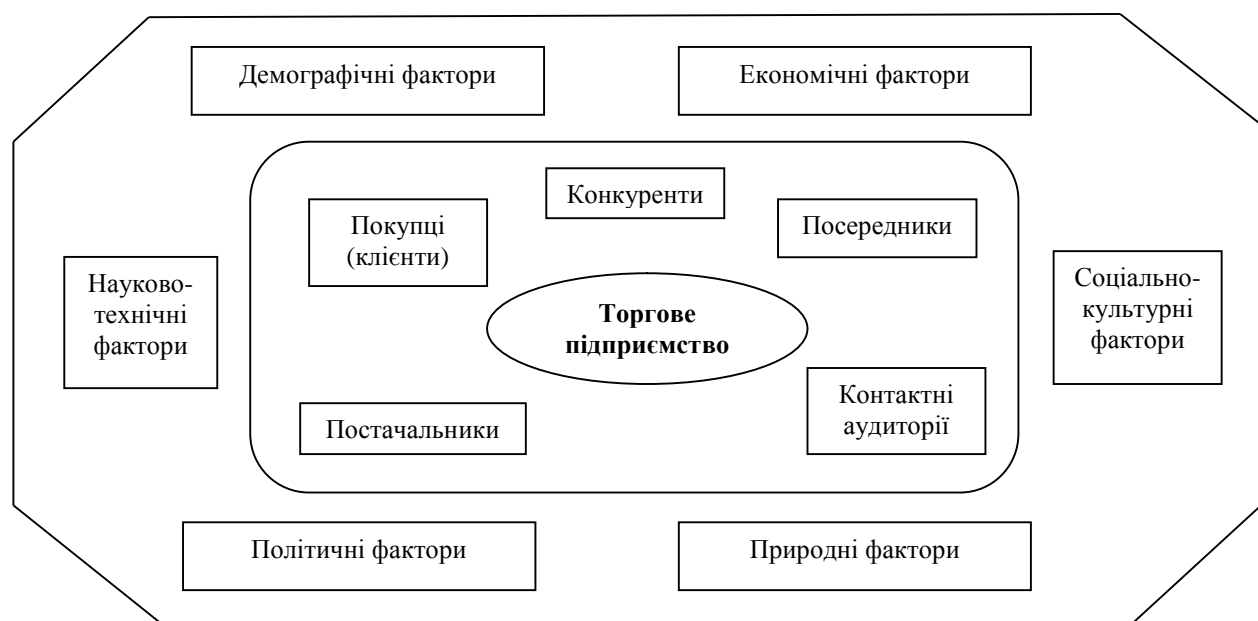 Демографічні фактори
Економічні фактори
Конкуренти
Покупці
(клієнти)
Посередники
Науково-
технічні
фактори
Торгове
підприємство
Соціально-
культурні
фактори
Контактні
аудиторії
Постачальники
Політичні фактори
Природні фактори